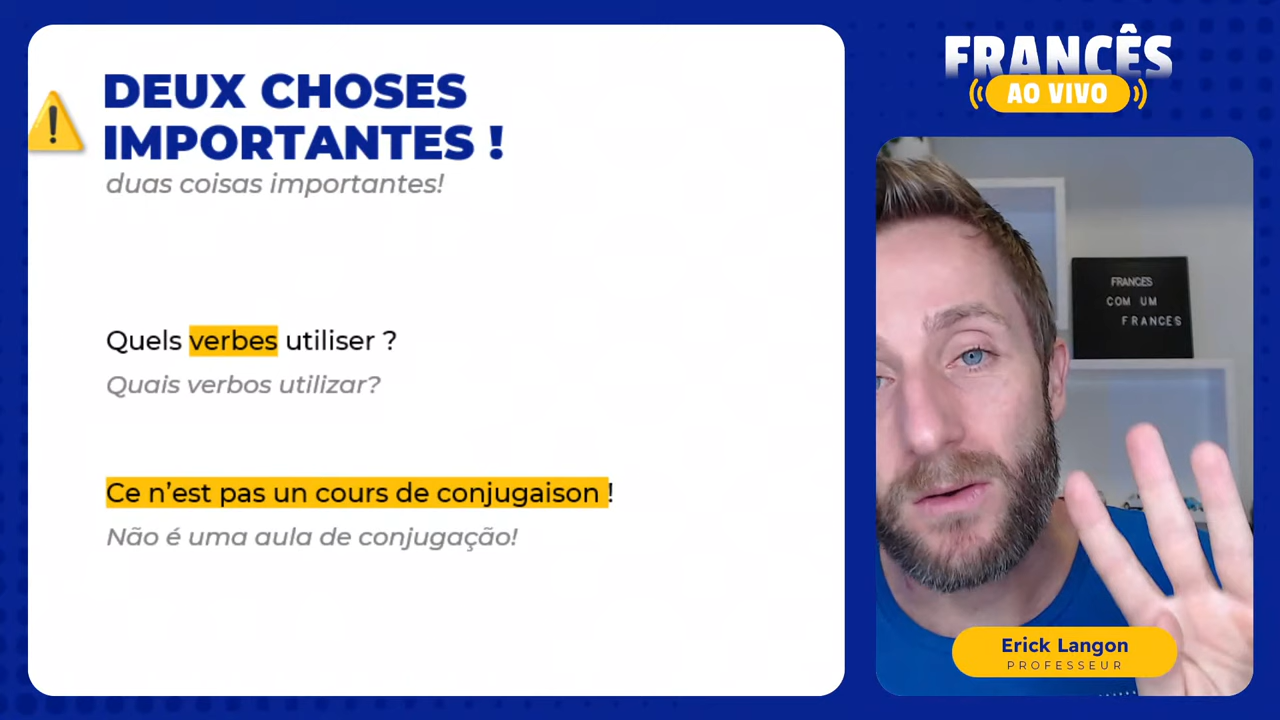 DEUX CHOSES
IMPORTANTES !
duas coisas importantes!
Quels verbes utiliser ?
Quais verbos utilizar?
Ce n’est pas un cours de conjugaison !
Não é uma aula de conjugação!
FRANCÊS
AO VIVO
FRANCES
COM UM
FRANCES
Erick Langon
PROFESSEUR